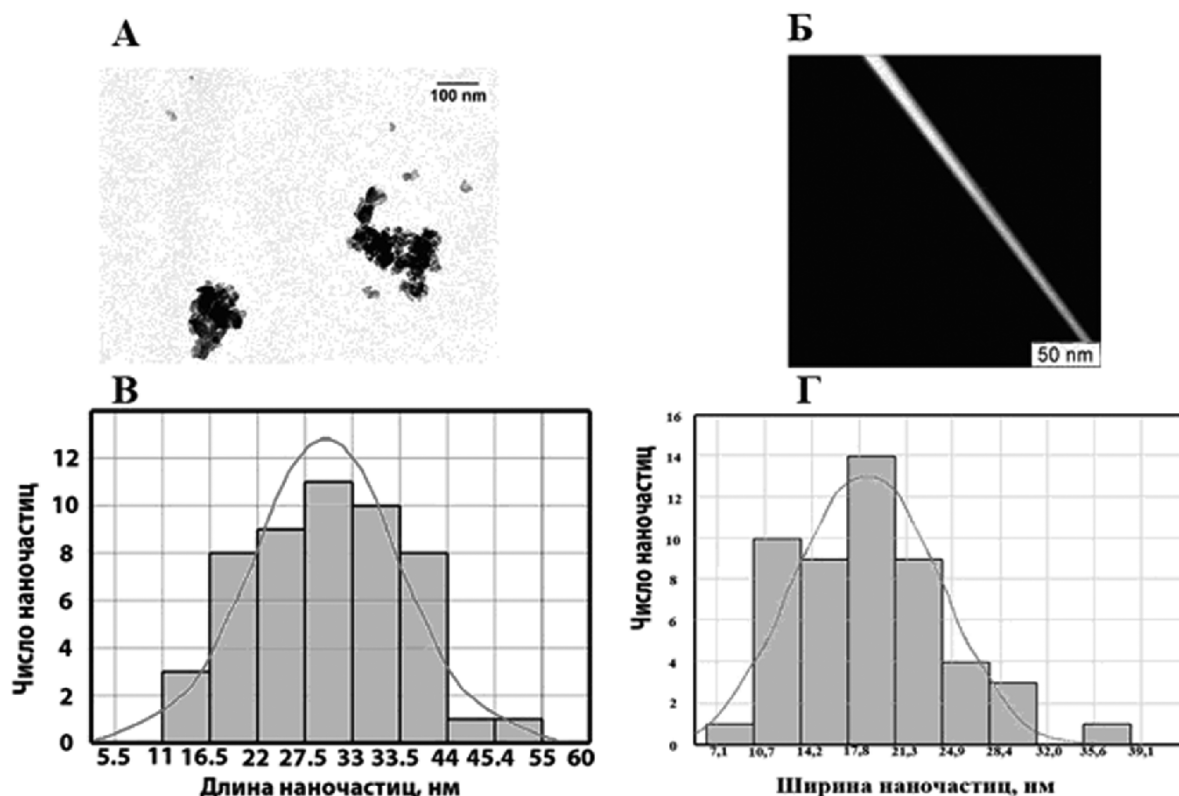 А
Б
100 nm
50 nm
В
Г
Число наночастиц
12
10
8
6
4
2
0
5.5 11 16.5 22 27.5 33 33.5 44 45.4 55 60
Длина наночастиц, нм
Число наночастиц
16
14
12
10
8
6
4
2
0
7,1 10,7 14,2 17,8 21,3 24,9 28,4 32,0 35,6 39,1
Ширина наночастиц, нм